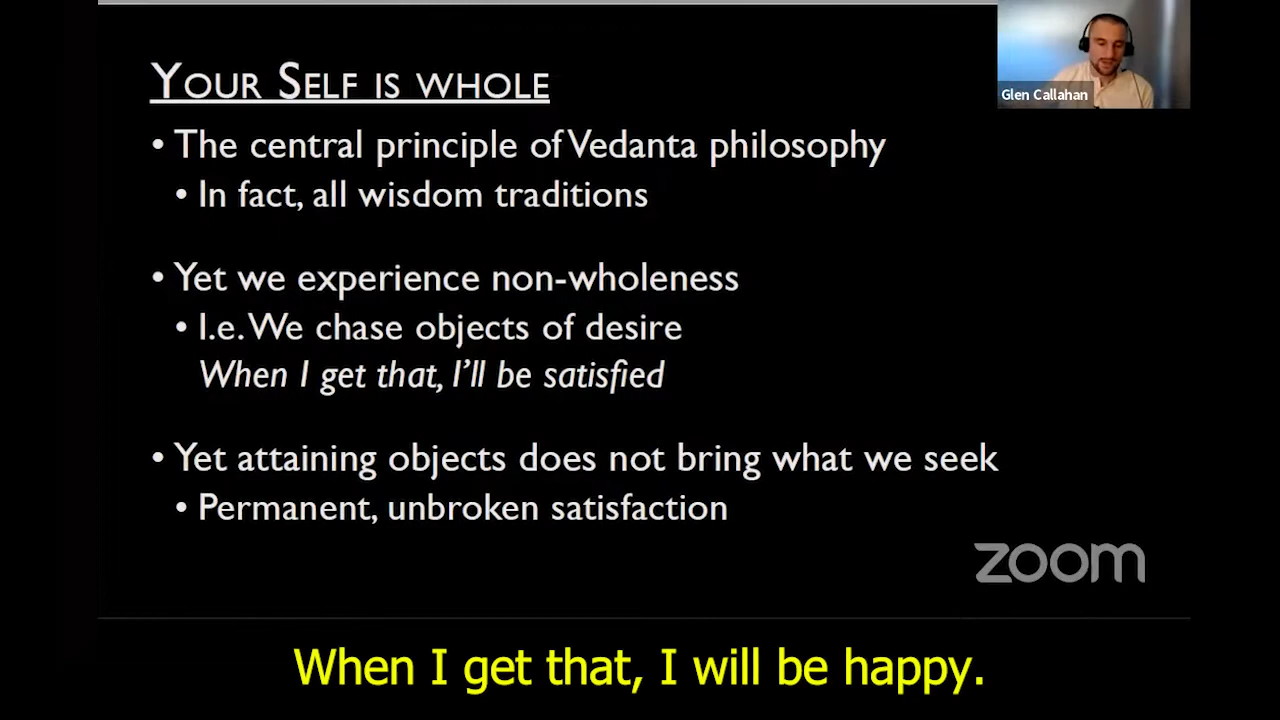 YOUR SELF IS WHOLE
Glen Callahan
• The central principle of Vedanta philosophy
• In fact, all wisdom traditions
• Yet we experience non-wholeness
• I.e. We chase objects of desire
When I get that, I'll be satisfied
• Yet attaining objects does not bring what we seek
• Permanent, unbroken satisfaction
zoom
When I get that, I will be happy.